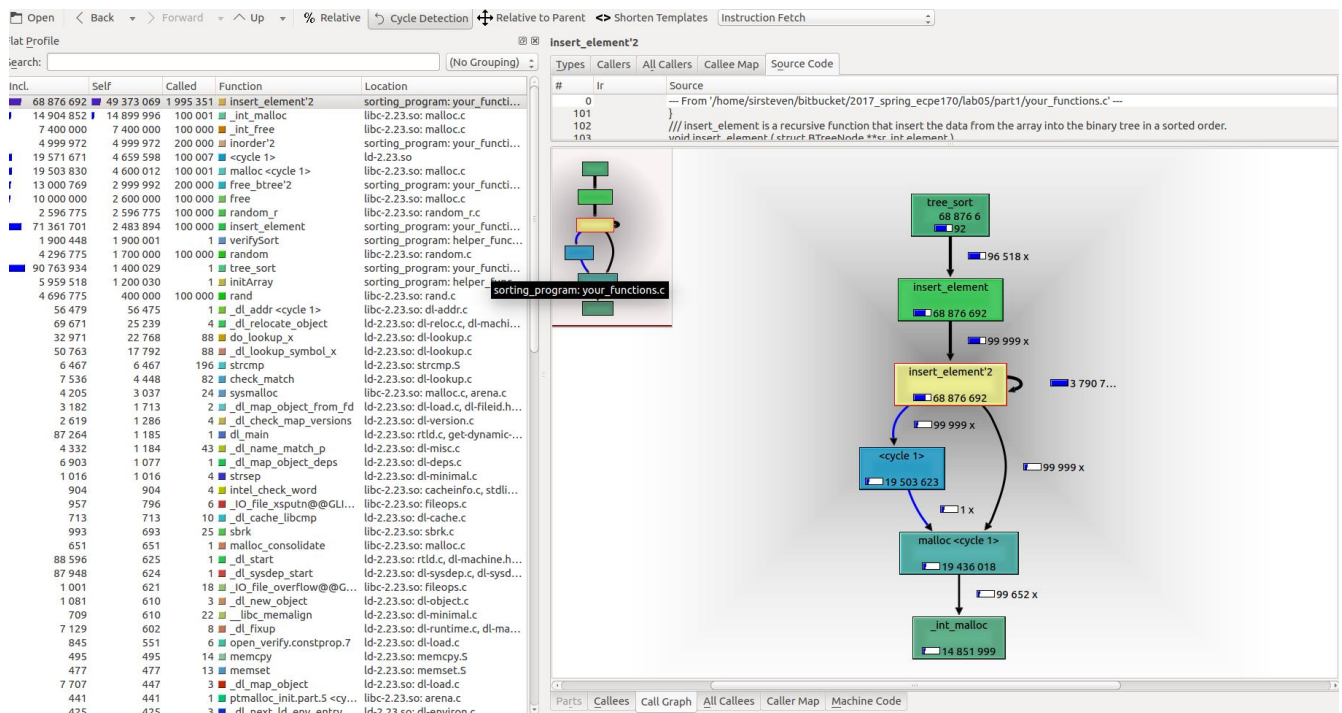 Open Back Forward Up % Relative Cycle Detection Relative to Parent <> Shorten Templates Instruction Fetch
Flat Profile
Search: (No Grouping)
Incl. Self Called Function Location
68 876 692 49 373 069 1 995 351 insert_element'2 sorting_program: your_functi...
14 904 852 14 899 996 100 001 _int_malloc libc-2.23.so: malloc.c
7 400 000 7 400 000 100 000 _int_free libc-2.23.so: malloc.c
4 999 972 4 999 972 200 000 inorder'2 sorting_program: your_functi...
19 571 671 4 659 598 100 007 <cycle 1> ld-2.23.so
19 503 830 4 600 012 100 001 malloc <cycle 1> libc-2.23.so: malloc.c
13 000 769 2 999 992 200 000 free_btree'2 sorting_program: your_functi...
10 000 000 2 600 000 100 000 free libc-2.23.so: malloc.c
2 596 775 2 596 775 100 000 random_r libc-2.23.so: random_r.c
71 361 701 2 483 894 100 000 insert_element sorting_program: your_functi...
1 900 448 1 900 001 1 verifySort sorting_program: helper_func...
4 296 775 1 700 000 100 000 random libc-2.23.so: random.c
90 763 934 1 400 029 1 tree_sort sorting_program: your_functi...
5 959 518 1 200 030 1 initArray sorting_program: helper_func...
4 696 775 400 000 100 000 rand libc-2.23.so: rand.c
56 479 56 475 1 _dl_addr <cycle 1> libc-2.23.so: dl-addr.c
69 671 25 239 4 _dl_relocate_object ld-2.23.so: dl-reloc.c, dl-machi...
32 971 22 768 88 do_lookup_x ld-2.23.so: dl-lookup.c
50 763 17 792 88 _dl_lookup_symbol_x ld-2.23.so: dl-lookup.c
6 467 6 467 196 strcmp ld-2.23.so: strcmp.S
7 536 4 448 82 check_match ld-2.23.so: dl-lookup.c
4 205 3 037 24 sysmalloc libc-2.23.so: malloc.c, arena.c
3 182 1 713 2 _dl_map_object_from_fd ld-2.23.so: dl-load.c, dl-fileid.h...
2 619 1 286 4 _dl_check_map_versions ld-2.23.so: dl-version.c
87 264 1 185 1 dl_main ld-2.23.so: rtld.c, get-dynamic-...
4 332 1 184 43 _dl_name_match_p ld-2.23.so: dl-misc.c
6 903 1 077 1 _dl_map_object_deps ld-2.23.so: dl-deps.c
1 016 1 016 4 strsep ld-2.23.so: dl-minimal.c
904 904 4 intel_check_word libc-2.23.so: cacheinfo.c, stdli...
957 796 6 _IO_file_xsputn@@GLI... libc-2.23.so: fileops.c
713 713 10 _dl_cache_libcmp ld-2.23.so: dl-cache.c
993 693 25 sbrk libc-2.23.so: sbrk.c
651 651 1 malloc_consolidate libc-2.23.so: malloc.c
88 596 625 1 _dl_start ld-2.23.so: rtld.c, dl-machine.h...
87 948 624 1 _dl_sysdep_start ld-2.23.so: dl-sysdep.c, dl-sysd...
1 001 621 18 _IO_file_overflow@@G... libc-2.23.so: fileops.c
1 081 610 3 _dl_new_object ld-2.23.so: dl-object.c
709 610 22 __libc_memalign ld-2.23.so: dl-minimal.c
7 129 602 8 _dl_fixup ld-2.23.so: dl-runtime.c, dl-ma...
845 551 6 open_verify.constprop.7 ld-2.23.so: dl-load.c
495 495 14 memcpy ld-2.23.so: memcpy.S
477 477 13 memset ld-2.23.so: memset.S
7 707 447 3 _dl_map_object ld-2.23.so: dl-load.c
441 441 1 ptmalloc_init.part.5 <cy... libc-2.23.so: arena.c
425 425 3 _dl_next_ld_env_entry ld-2.23.so: dl-environ.c
sorting_program: your_functions.c
insert_element'2
Types Callers All Callers Callee Map Source Code
# Ir Source
0 --- From '/home/sirsteven/bitbucket/2017_spring_ecpe170/lab05/part1/your_functions.c' ---
101 }
102 /// insert_element is a recursive function that insert the data from the array into the binary tree in a sorted order.
103 void insert_element ( struct BTreeNode **sr, int element )
tree_sort
68 876 6
92
96 518 x
insert_element
68 876 692
99 999 x
insert_element'2
68 876 692
3 790 7...
99 999 x
<cycle 1>
19 503 623
99 999 x
1 x
malloc <cycle 1>
19 436 018
99 652 x
_int_malloc
14 851 999
Parts Callees Call Graph All Callees Caller Map Machine Code